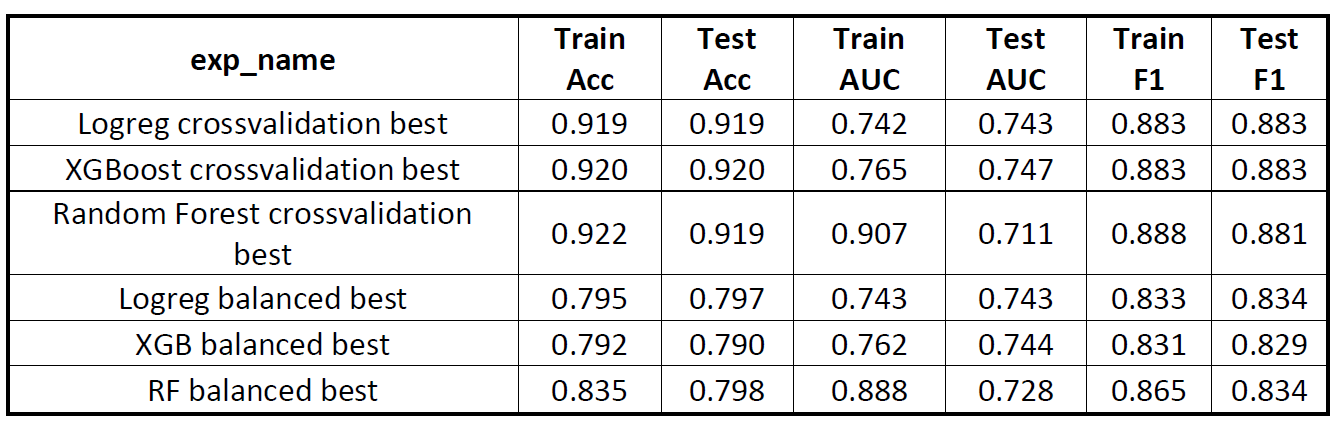 exp_name Train Acc Test Acc Train AUC Test AUC Train F1 Test F1
Logreg crossvalidation best 0.919 0.919 0.742 0.743 0.883 0.883
XGBoost crossvalidation best 0.920 0.920 0.765 0.747 0.883 0.883
Random Forest crossvalidation best 0.922 0.919 0.907 0.711 0.888 0.881
Logreg balanced best 0.795 0.797 0.743 0.743 0.833 0.834
XGB balanced best 0.792 0.790 0.762 0.744 0.831 0.829
RF balanced best 0.835 0.798 0.888 0.728 0.865 0.834